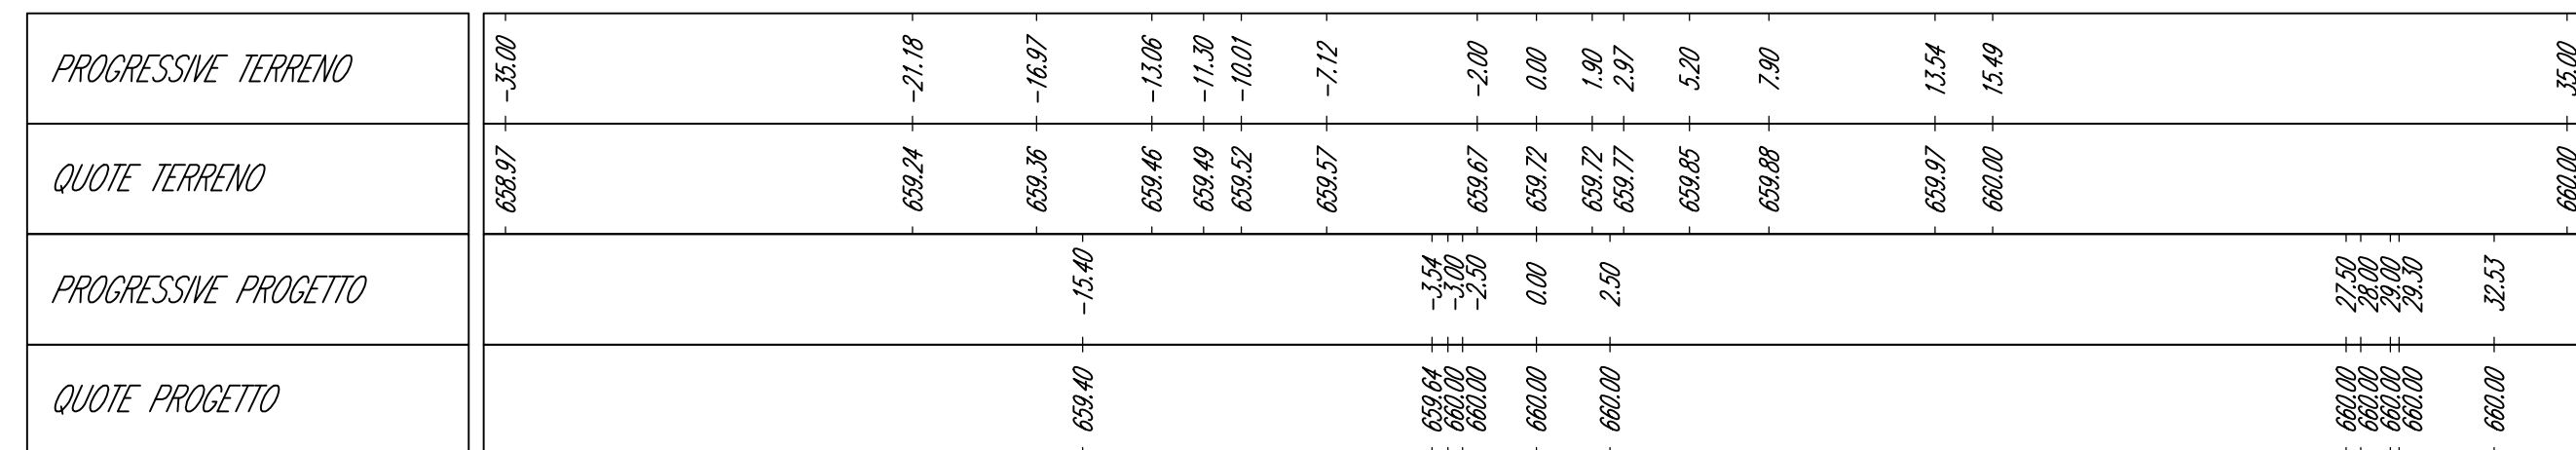 PROGRESSIVE TERRENO -35.00 -21.18 -16.97 -13.06 -11.30 -10.01 -7.12 -2.00 0.00 1.90 2.97 5.20 7.90 13.54 15.49 35.00
QUOTE TERRENO 658.97 659.24 659.36 659.46 659.49 659.52 659.57 659.67 659.72 659.72 659.77 659.85 659.88 659.97 660.00 660.00
PROGRESSIVE PROGETTO -15.40 -3.54 -3.00 -2.50 0.00 2.50 27.50 28.00 29.00 29.30 32.53
QUOTE PROGETTO 659.40 659.64 660.00 660.00 660.00 660.00 660.00 660.00 660.00 660.00 660.00